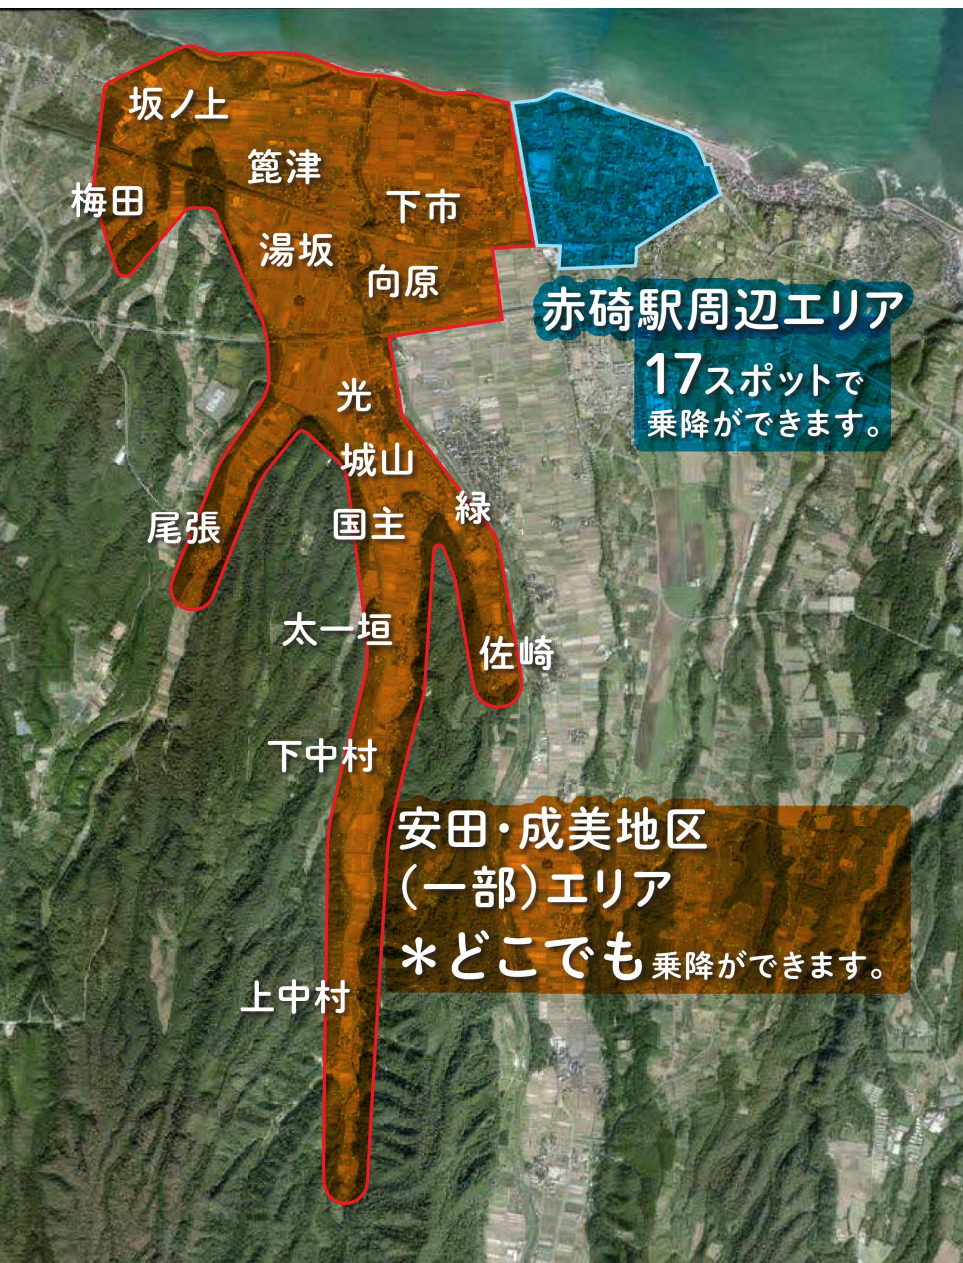 坂ノ上
箆津
梅田
下市
湯坂
向原
赤碕駅周辺エリア
17スポットで
乗降ができます。
光
城山
緑
国主
尾張
太一垣
佐崎
下中村
安田・成美地区
（一部）エリア
＊どこでも乗降ができます。
上中村